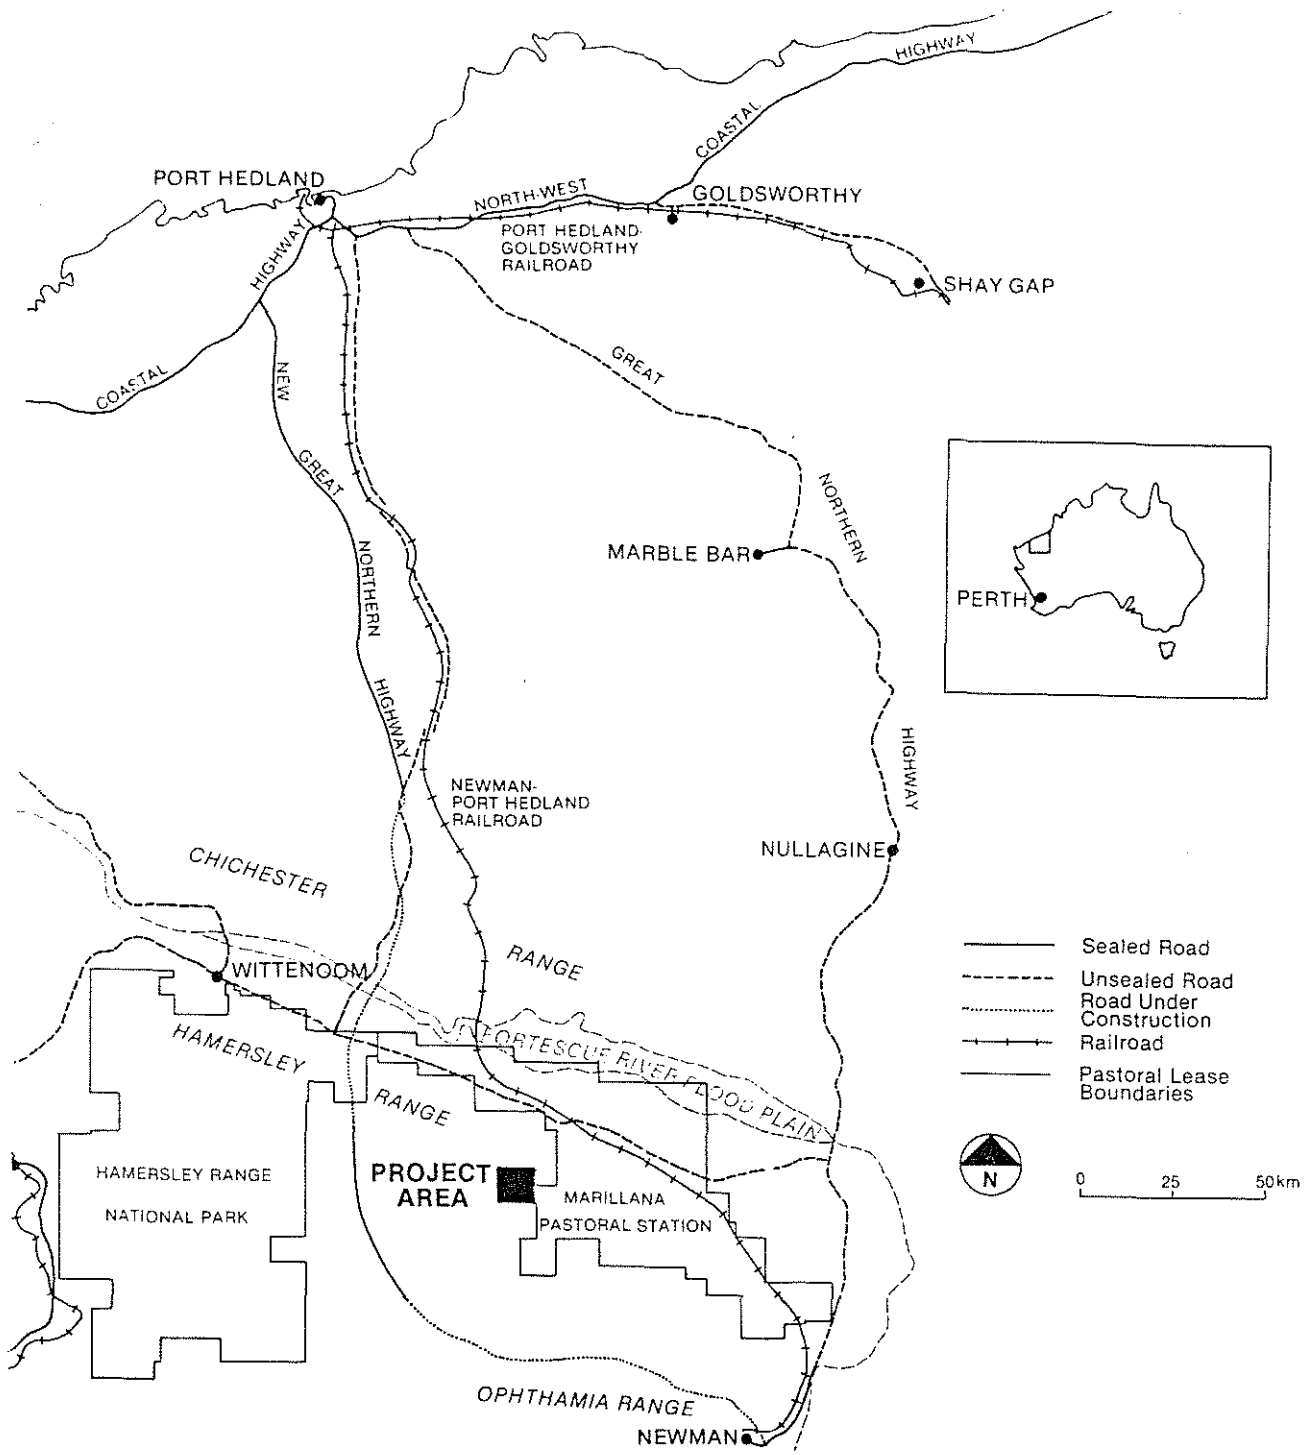 HIGHWAY
COASTAL
PORT HEDLAND
NORTH-WEST
GOLDSWORTHY
PORT HEDLAND-
GOLDSWORTHY
RAILROAD
HIGHWAY
SHAY GAP
COASTAL
NEW
GREAT
GREAT
NORTHERN
MARBLE BAR
NORTHERN
PERTH
HIGHWAY
HIGHWAY
NEWMAN-
PORT HEDLAND
RAILROAD
NULLAGINE
CHICHESTER
RANGE
WITTENOOM
HAMERSLEY
RANGE
FORTESCUE RIVER FLOOD PLAIN
Sealed Road
Unsealed Road
Road Under
Construction
Railroad
Pastoral Lease
Boundaries
N
0 25 50km
HAMERSLEY RANGE
NATIONAL PARK
PROJECT
AREA
MARILLANA
PASTORAL STATION
OPHTHAMIA RANGE
NEWMAN